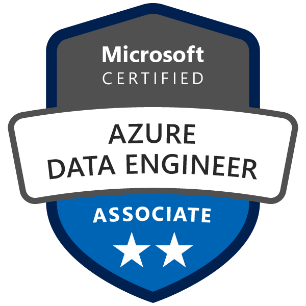 Microsoft
CERTIFIED
AZURE
DATA ENGINEER
ASSOCIATE